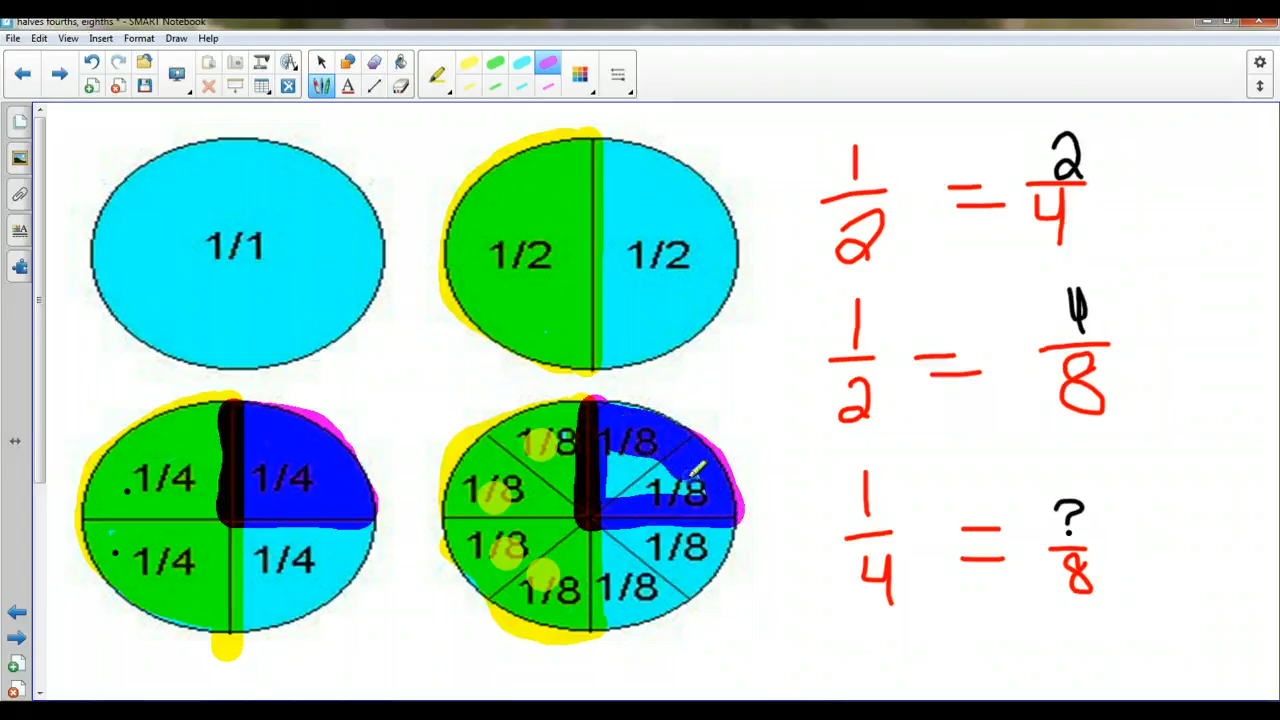 halves fourths, eighths * - SMART Notebook
File Edit View Insert Format Draw Help
1/1
1/2 1/2
1/2 = 2/4
1/2 = 4/8
1/4 1/4
1/4 1/4
1/8 1/8
1/8 1/8
1/8 1/8
1/8 1/8
1/4 = ?/8